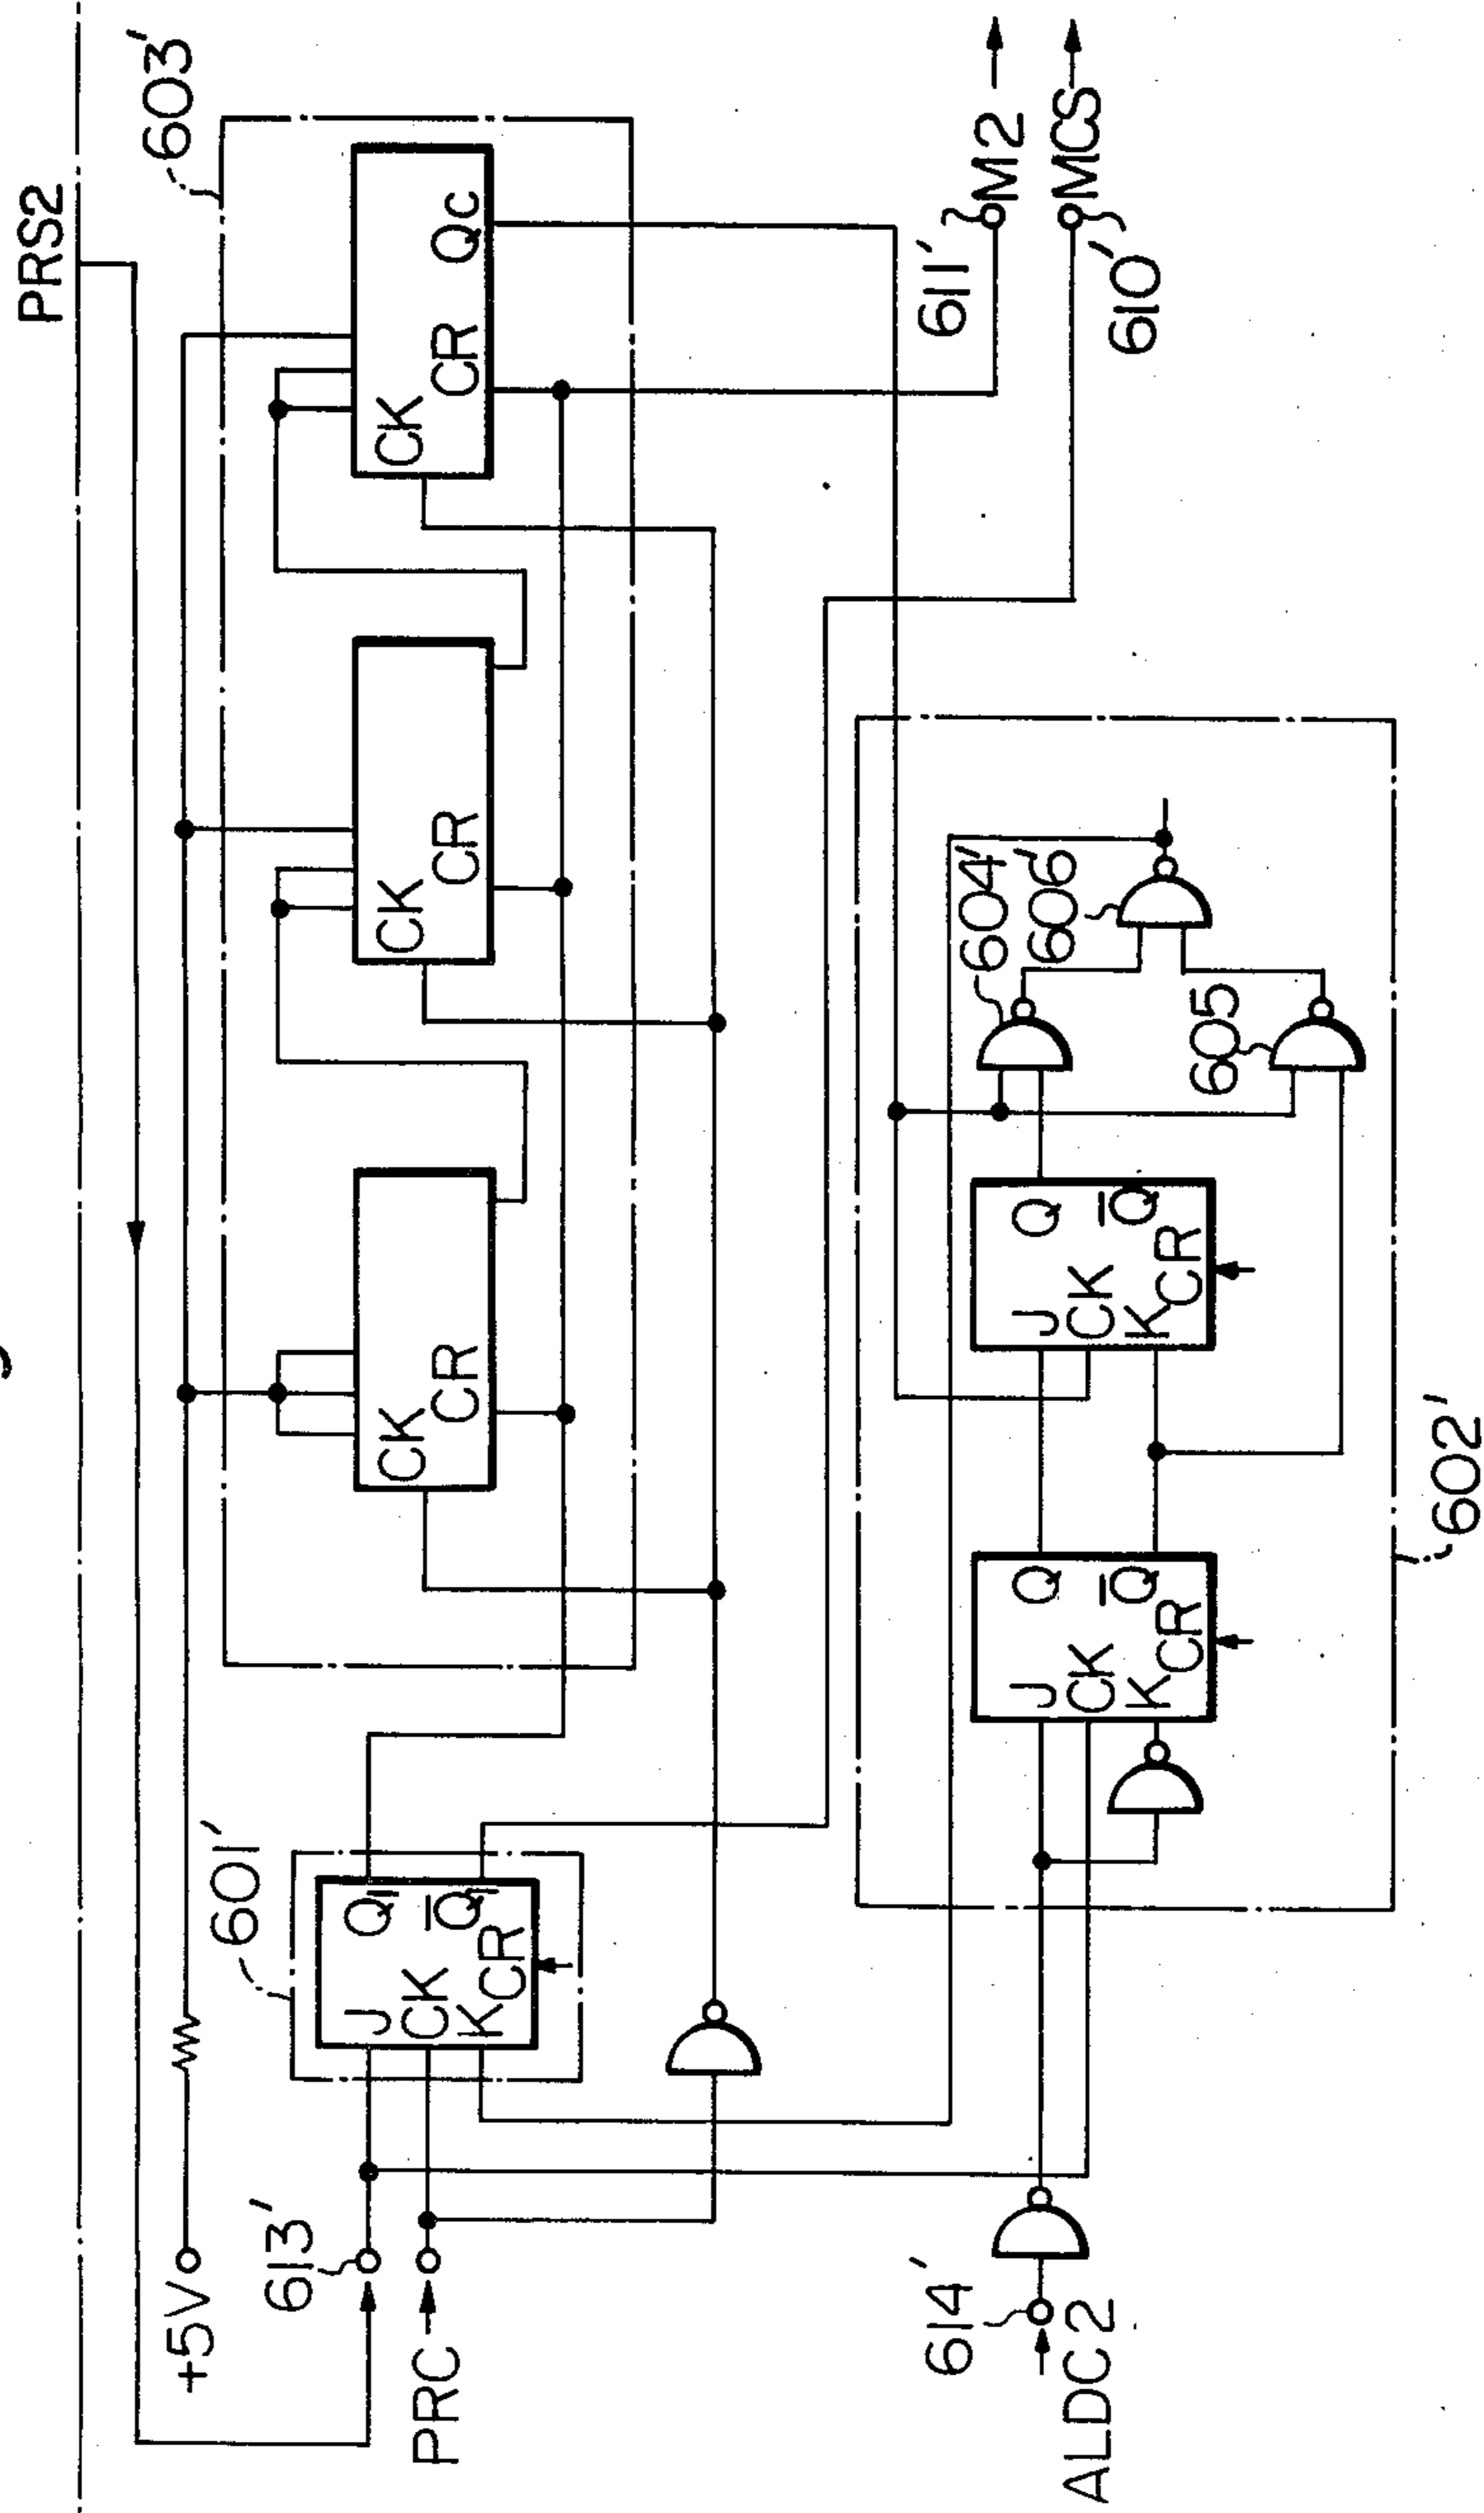 PRS2
603'
CK
CR
QC
CK
CR
CK
CR
+5V
601'
613'
PRC
J
CK
K
CR
Q1
Q̅1
611'
M2
MCS
610'
604'
606'
605
J
CK
K
CR
Q
Q̅
J
CK
K
CR
Q
Q̅
614'
ALDC2
602'